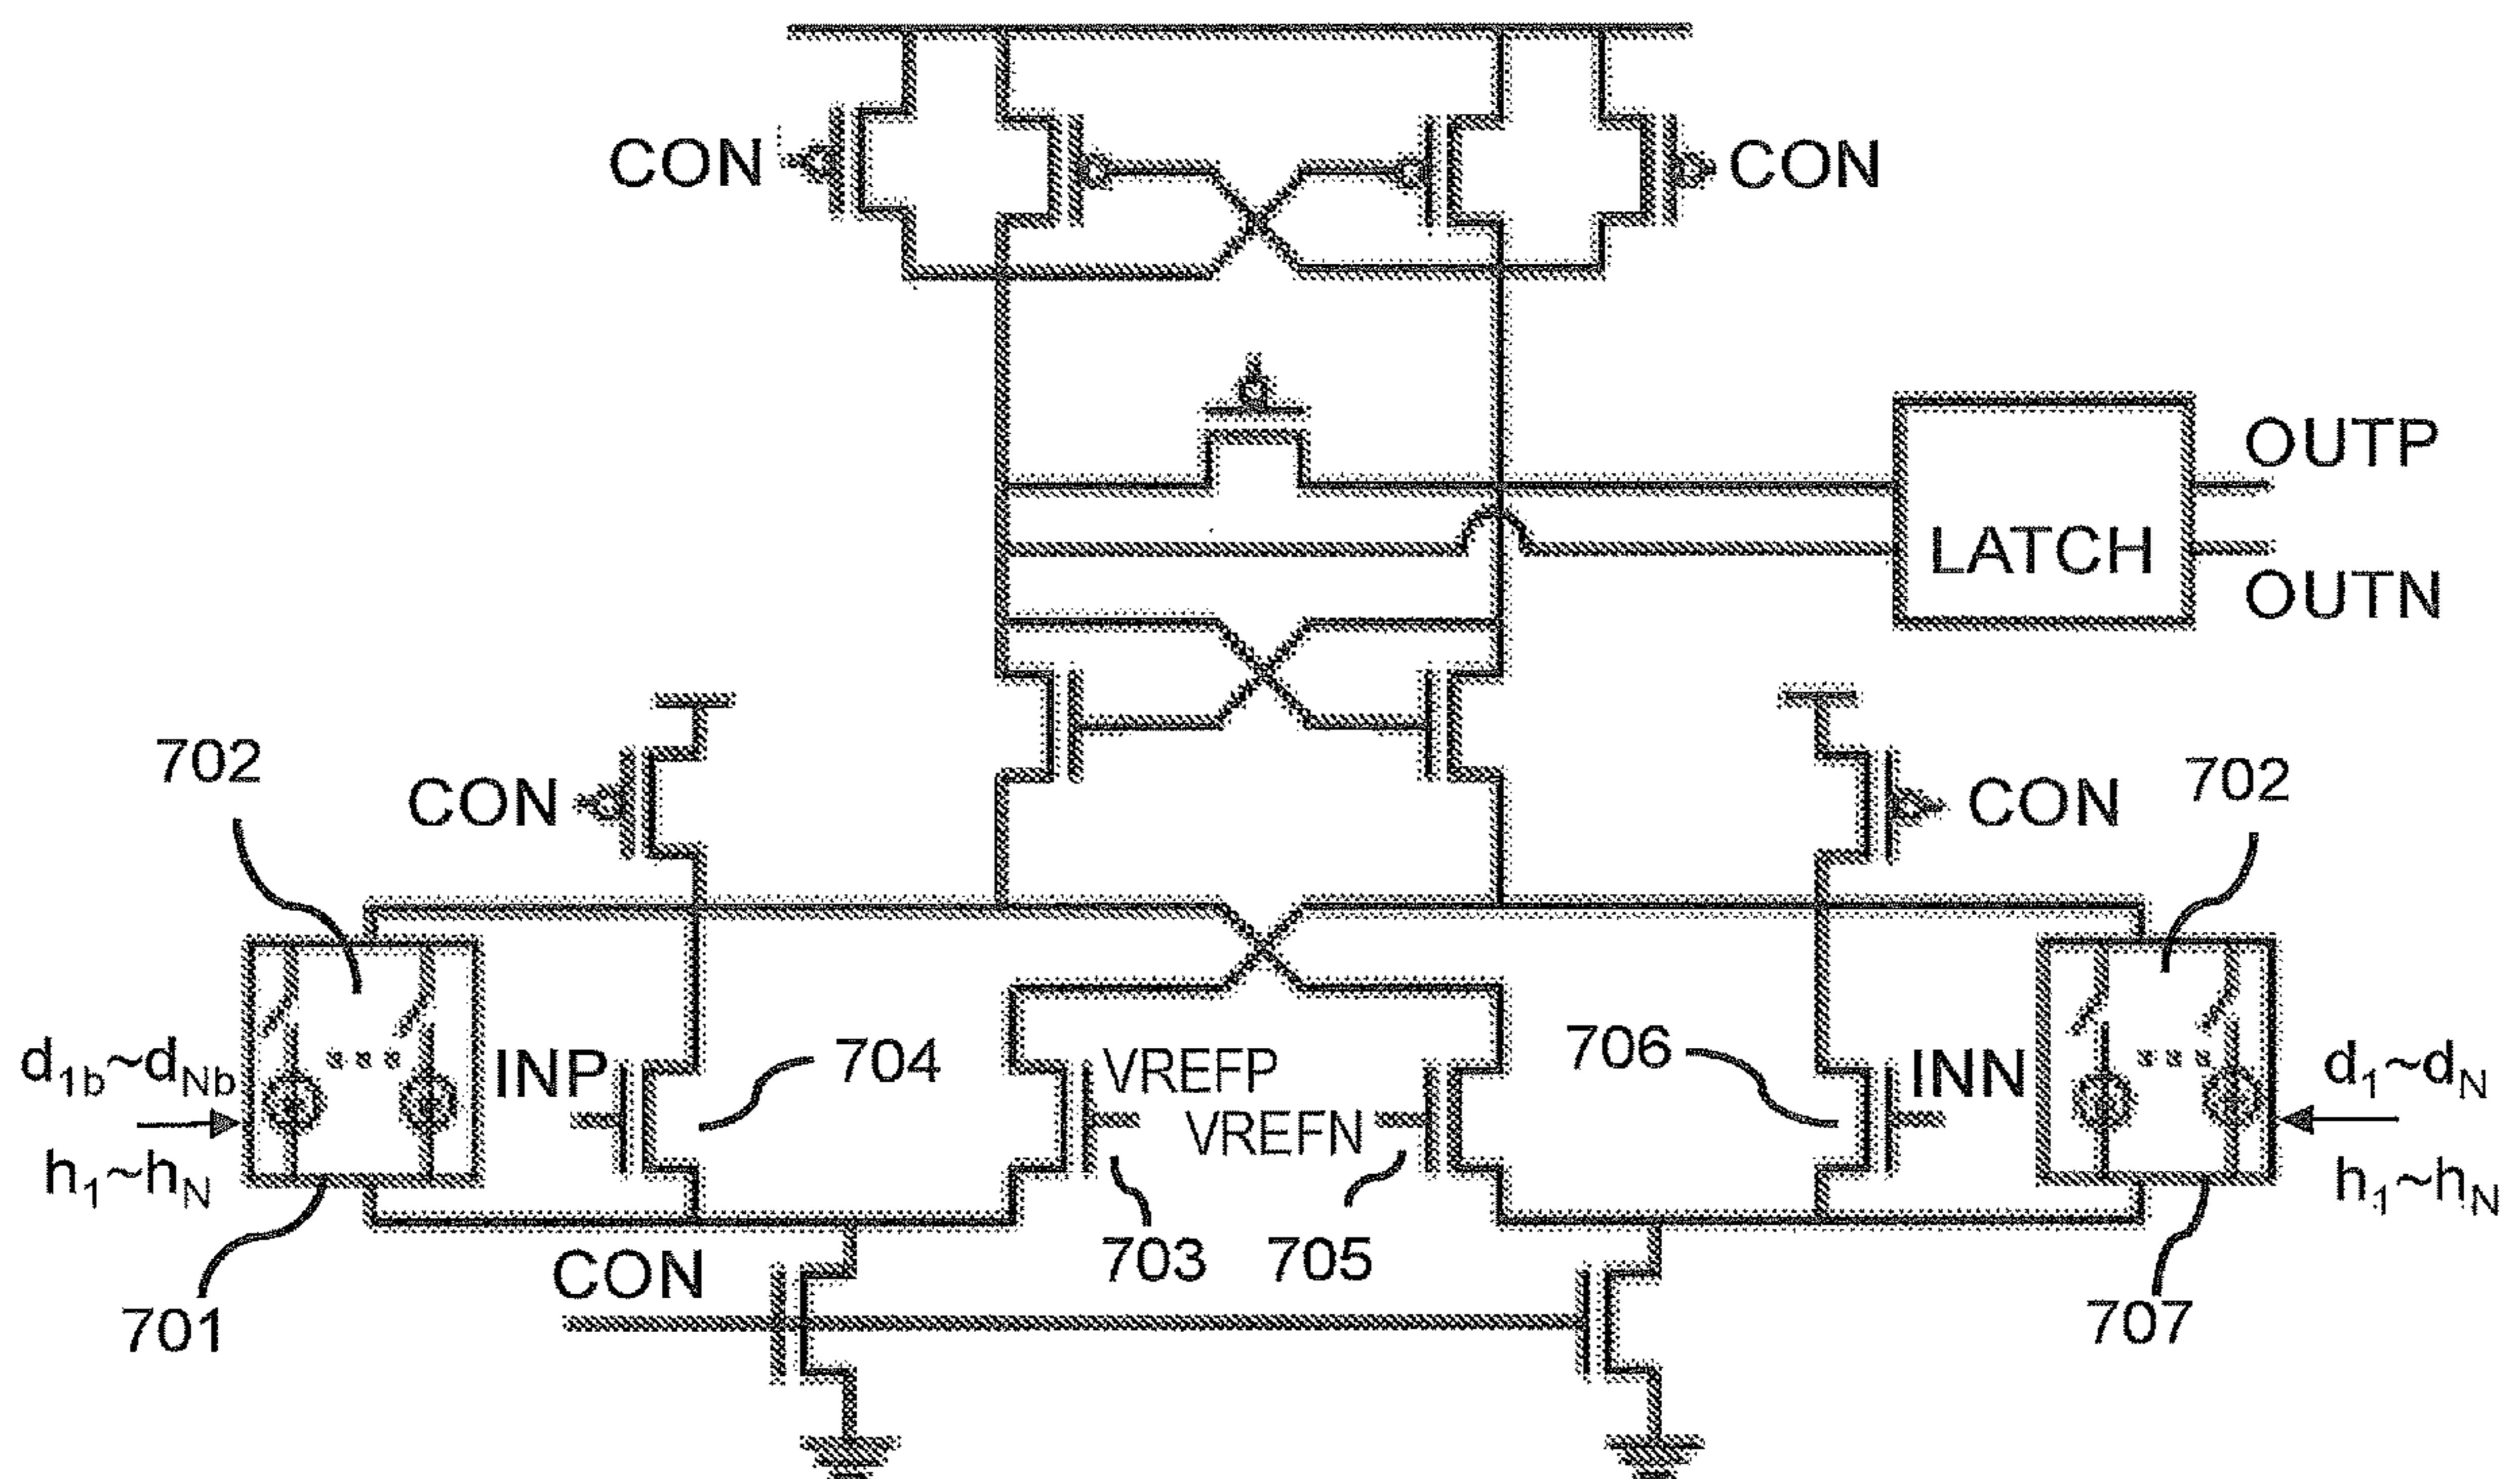 CON
CON
OUTP
LATCH
OUTN
702
CON
CON
702
d1b~dNb
h1~hN
INP
704
VREFP
VREFN
706
INN
d1~dN
h1~hN
703
705
CON
701
707